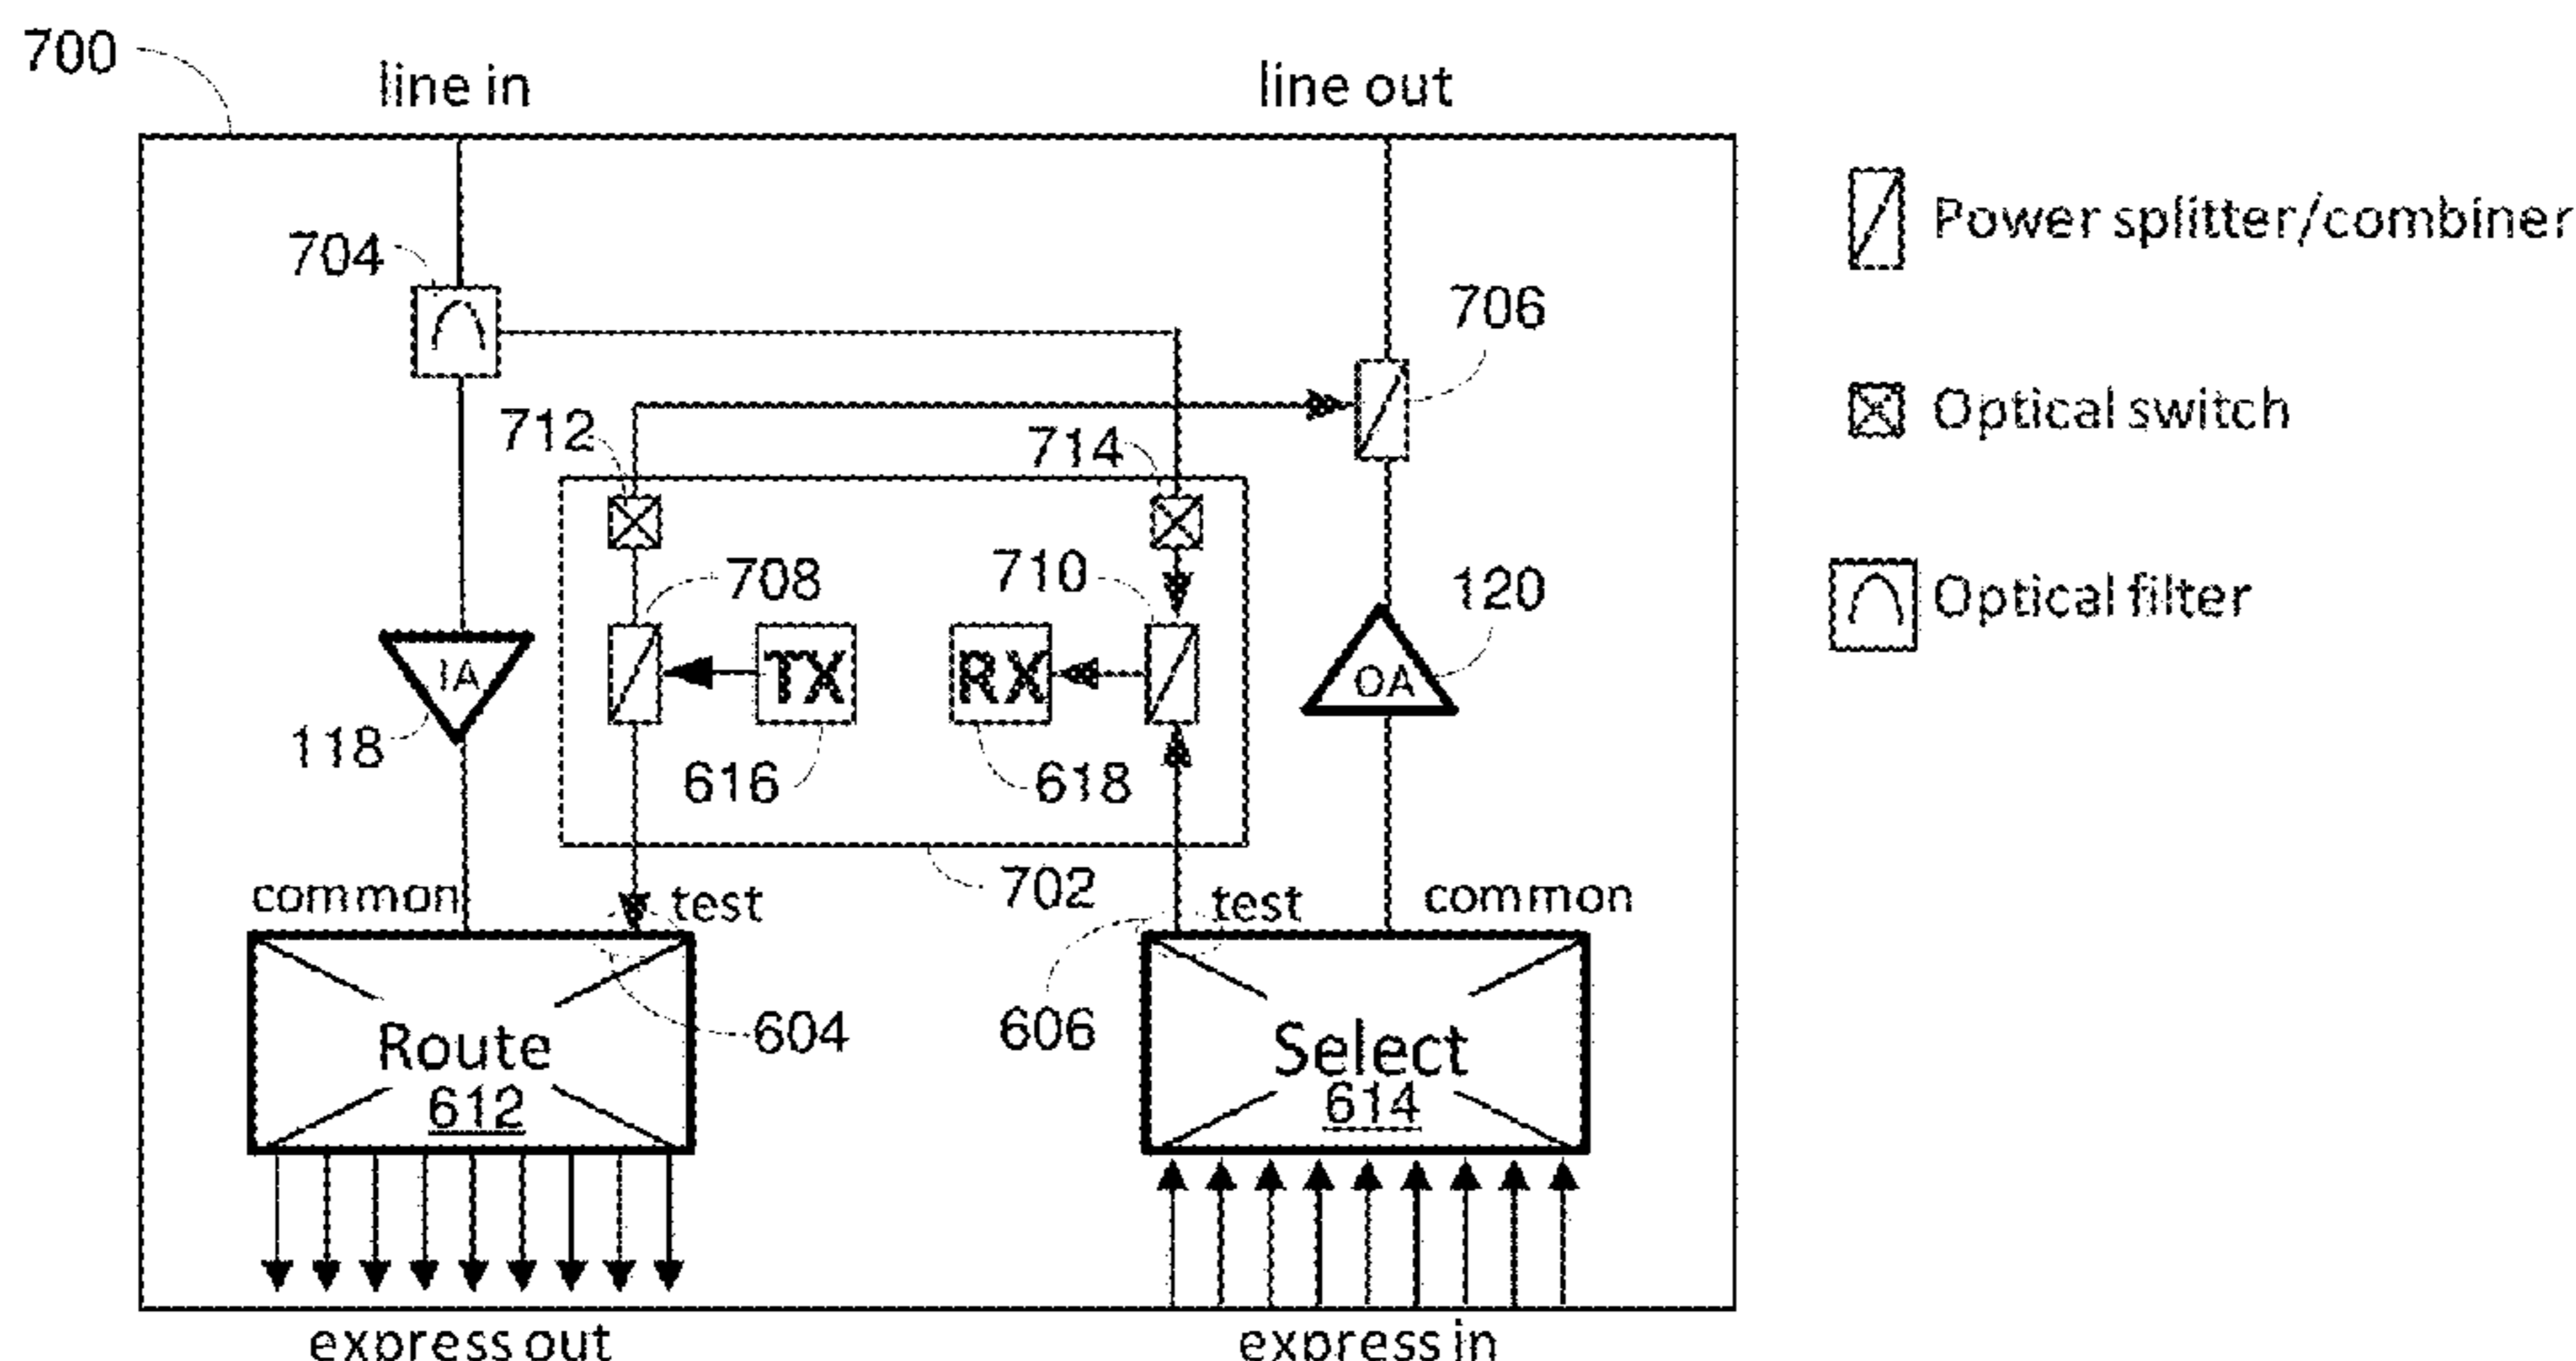 700
line in
line out
704
706
Power splitter/combiner
Optical switch
Optical filter
712
714
708
710
120
IA
TX
RX
OA
118
616
618
702
common
test
test
common
604
606
Route
612
Select
614
express out
express in